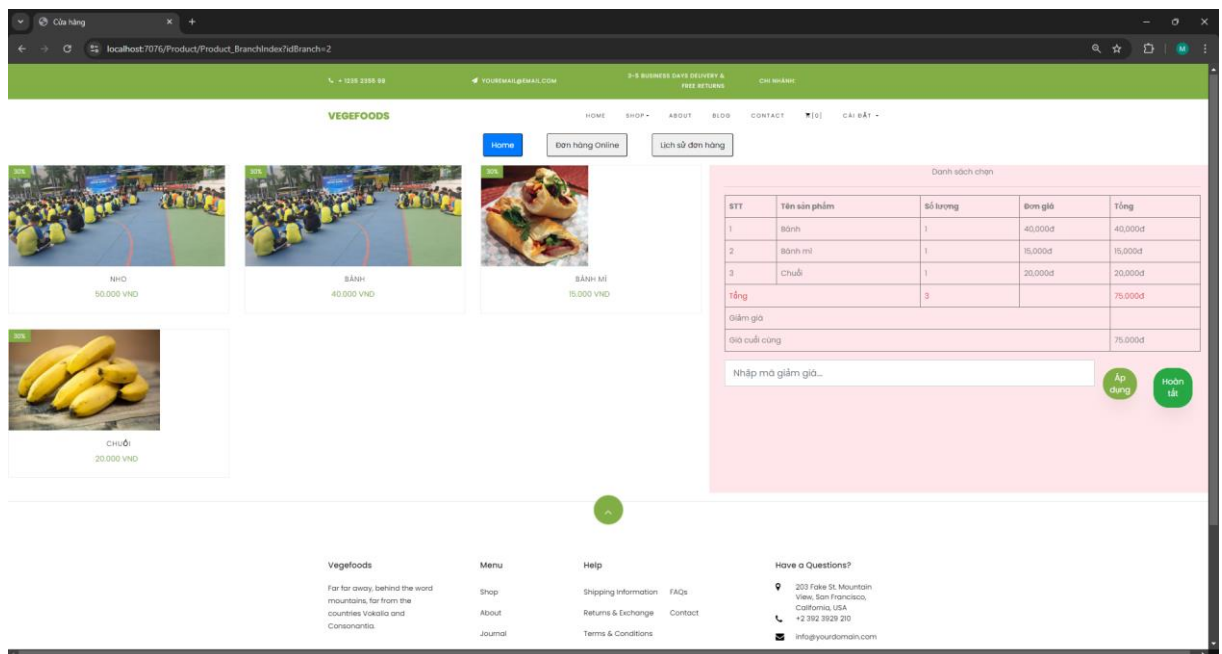 Cửa hàng
localhost:7076/Product/Product_BranchIndex?idBranch=2
M
+ 1235 2355 98
YOUREMAIL@EMAIL.COM
3-5 BUSINESS DAYS DELIVERY &
FREE RETURNS
CHI NHÁNH:
VEGEFOODS
HOME SHOP ABOUT BLOG CONTACT [0] CÀI ĐẶT
Home Đơn hàng Online Lịch sử đơn hàng
30%
NHO
50.000 VND
30%
BÁNH
40.000 VND
30%
BÁNH MÌ
15.000 VND
30%
CHUỐI
20.000 VND
Danh sách chọn
STT Tên sản phẩm Số lượng Đơn giá Tổng
1 Bánh 1 40,000đ 40,000đ
2 Bánh mì 1 15,000đ 15,000đ
3 Chuối 1 20,000đ 20,000đ
Tổng 3 75.000đ
Giảm giá
Giá cuối cùng 75.000đ
Nhập mã giảm giá...
Áp
dụng
Hoàn
tất
Vegefoods
Far far away, behind the word
mountains, far from the
countries Vokalia and
Consonantia.
Menu
Shop
About
Journal
Help
Shipping Information
Returns & Exchange
Terms & Conditions
FAQs
Contact
Have a Questions?
203 Fake St. Mountain
View, San Francisco,
California, USA
+2 392 3929 210
info@yourdomain.com